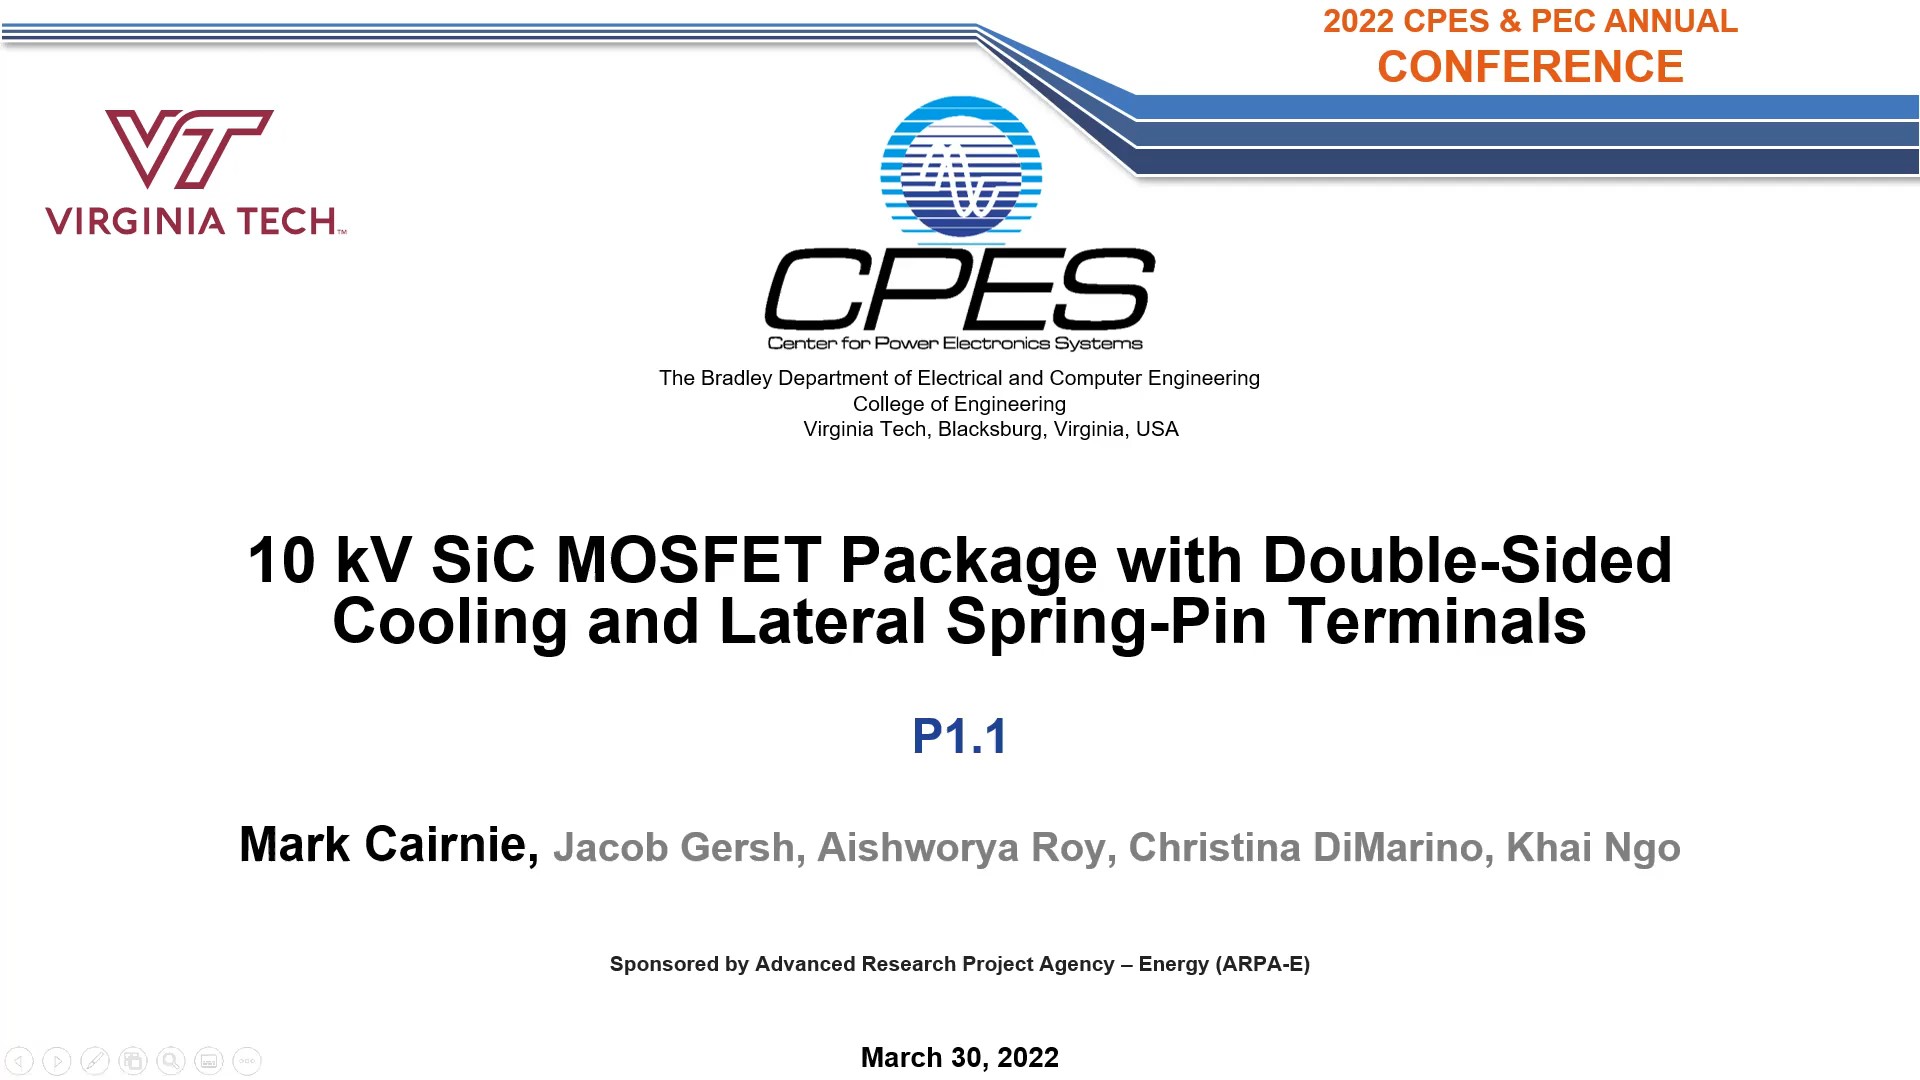 2022 CPES & PEC ANNUAL
CONFERENCE
VT
VIRGINIA TECH™
CPES
Center for Power Electronics Systems
The Bradley Department of Electrical and Computer Engineering
College of Engineering
Virginia Tech, Blacksburg, Virginia, USA
10 kV SiC MOSFET Package with Double-Sided
Cooling and Lateral Spring-Pin Terminals
P1.1
Mark Cairnie, Jacob Gersh, Aishworya Roy, Christina DiMarino, Khai Ngo
Sponsored by Advanced Research Project Agency – Energy (ARPA-E)
March 30, 2022